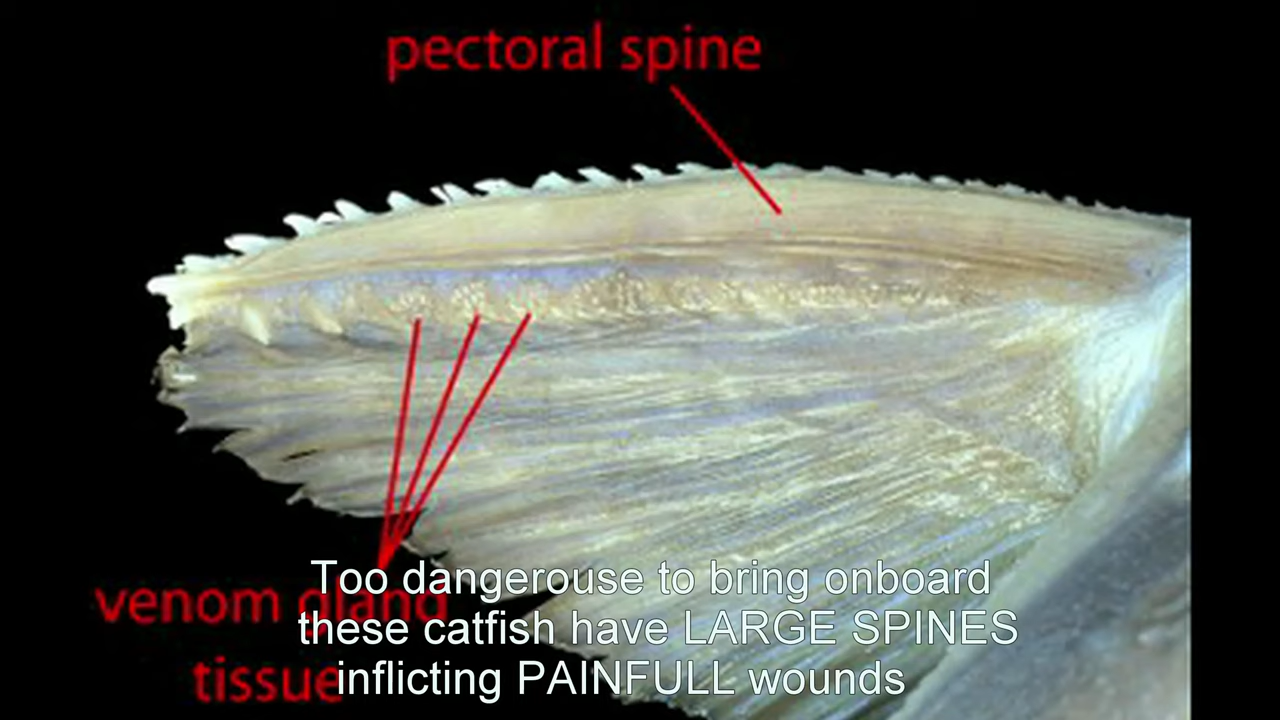 pectoral spine
venom gland
tissue
Too dangerouse to bring onboard
these catfish have LARGE SPINES
inflicting PAINFULL wounds